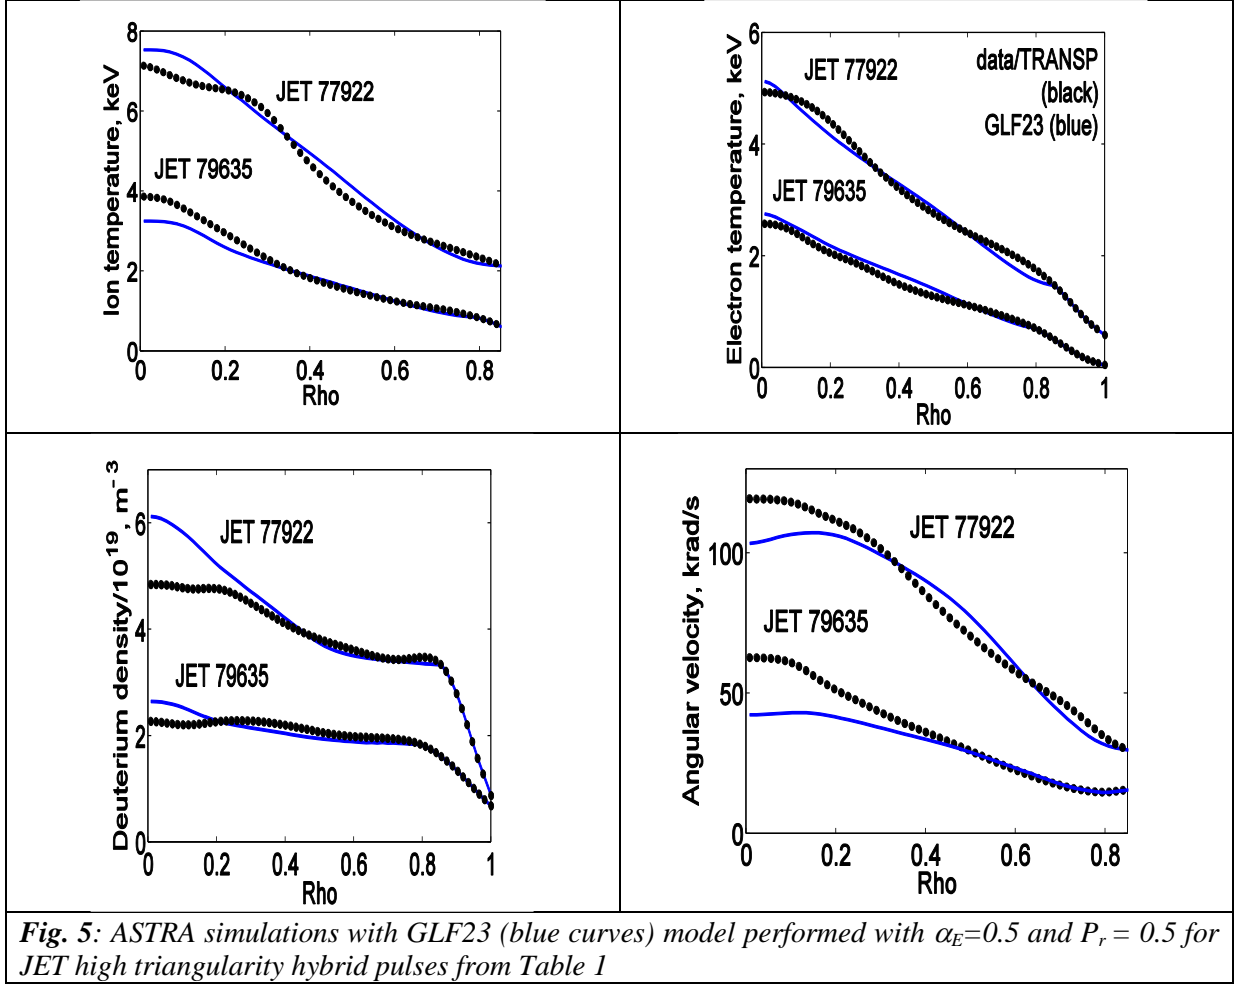 8
6
4
2
0
Ion temperature, keV
JET 77922
JET 79635
0 0.2 0.4 0.6 0.8
Rho
6
4
2
0
Electron temperature, keV
JET 77922
JET 79635
data/TRANSP
(black)
GLF23 (blue)
0 0.2 0.4 0.6 0.8 1
Rho
6
4
2
0
Deuterium density/10¹⁹, m⁻³
JET 77922
JET 79635
0 0.2 0.4 0.6 0.8 1
Rho
100
50
0
Angular velocity, krad/s
JET 77922
JET 79635
0 0.2 0.4 0.6 0.8
Rho
Fig. 5: ASTRA simulations with GLF23 (blue curves) model performed with αE=0.5 and Pr = 0.5 for
JET high triangularity hybrid pulses from Table 1